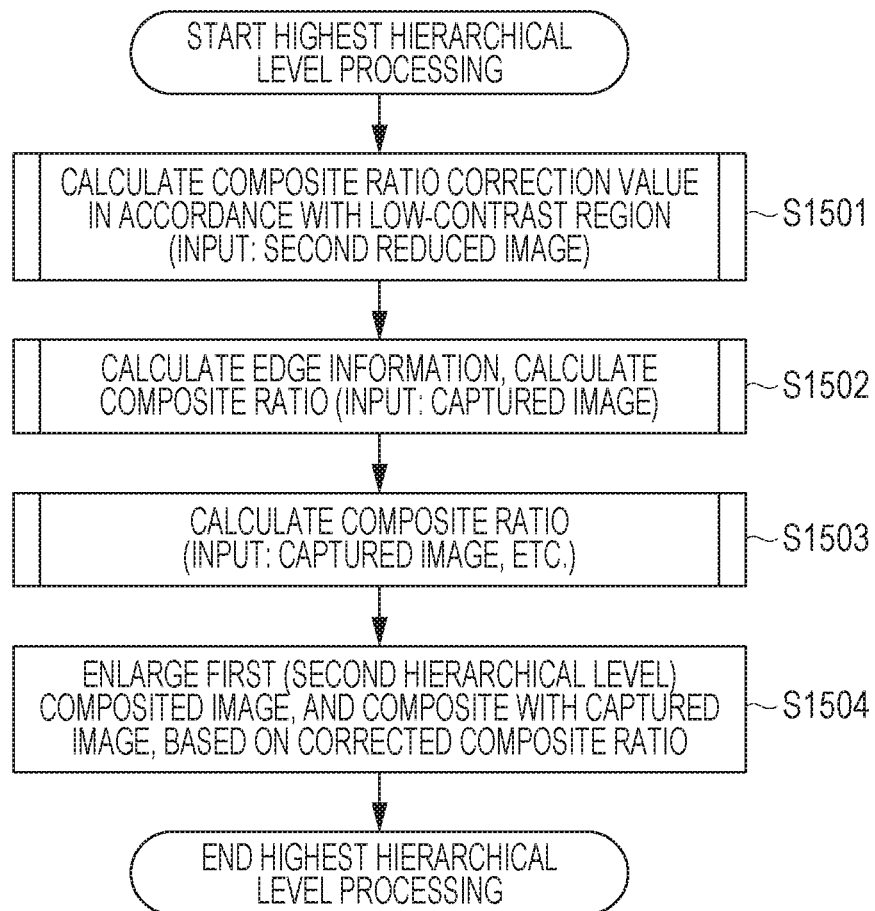 START HIGHEST HIERARCHICAL
LEVEL PROCESSING
CALCULATE COMPOSITE RATIO CORRECTION VALUE
IN ACCORDANCE WITH LOW-CONTRAST REGION
(INPUT: SECOND REDUCED IMAGE)
S1501
CALCULATE EDGE INFORMATION, CALCULATE
COMPOSITE RATIO (INPUT: CAPTURED IMAGE)
S1502
CALCULATE COMPOSITE RATIO
(INPUT: CAPTURED IMAGE, ETC.)
S1503
ENLARGE FIRST (SECOND HIERARCHICAL LEVEL)
COMPOSITED IMAGE, AND COMPOSITE WITH CAPTURED
IMAGE, BASED ON CORRECTED COMPOSITE RATIO
S1504
END HIGHEST HIERARCHICAL
LEVEL PROCESSING